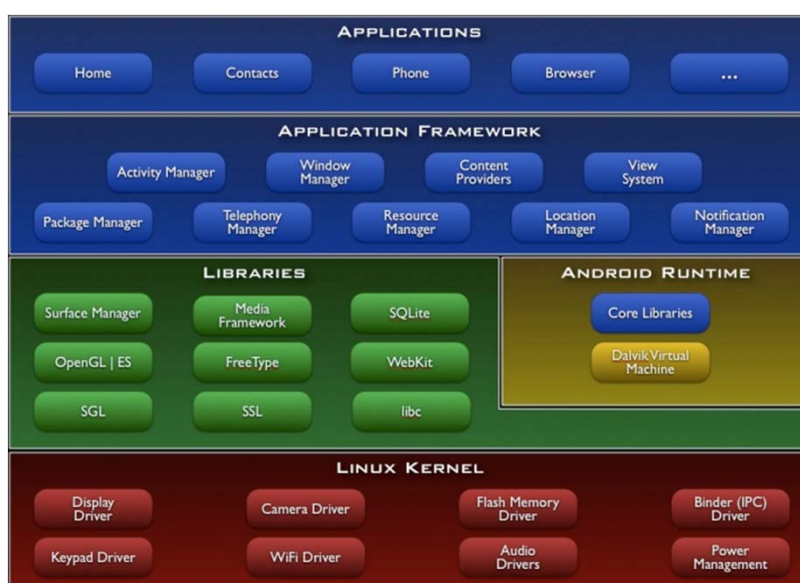 APPLICATIONS
Home
Contacts
Phone
Browser
...
APPLICATION FRAMEWORK
Activity Manager
Window
Manager
Content
Providers
View
System
Package Manager
Telephony
Manager
Resource
Manager
Location
Manager
Notification
Manager
LIBRARIES
Surface Manager
Media
Framework
SQLite
OpenGL | ES
FreeType
WebKit
SGL
SSL
libc
ANDROID RUNTIME
Core Libraries
Dalvik Virtual
Machine
LINUX KERNEL
Display
Driver
Camera Driver
Flash Memory
Driver
Binder (IPC)
Driver
Keypad Driver
WiFi Driver
Audio
Drivers
Power
Management